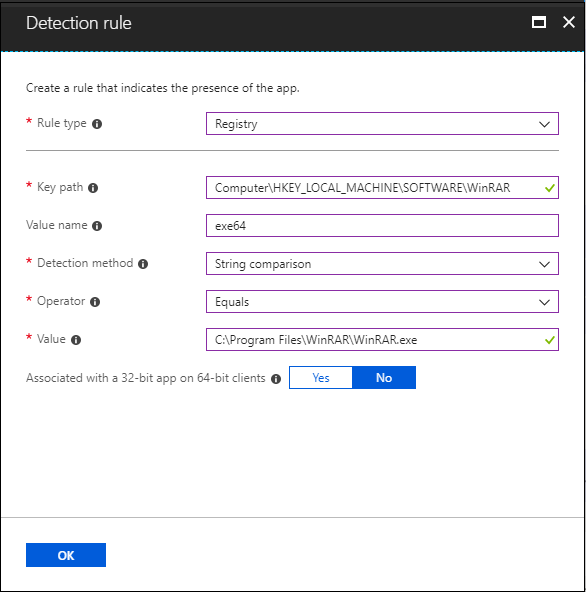 Detection rule
Create a rule that indicates the presence of the app.
* Rule type
Registry
* Key path
Computer\HKEY_LOCAL_MACHINE\SOFTWARE\WinRAR
Value name
exe64
* Detection method
String comparison
* Operator
Equals
* Value
C:\Program Files\WinRAR\WinRAR.exe
Associated with a 32-bit app on 64-bit clients
Yes No
OK